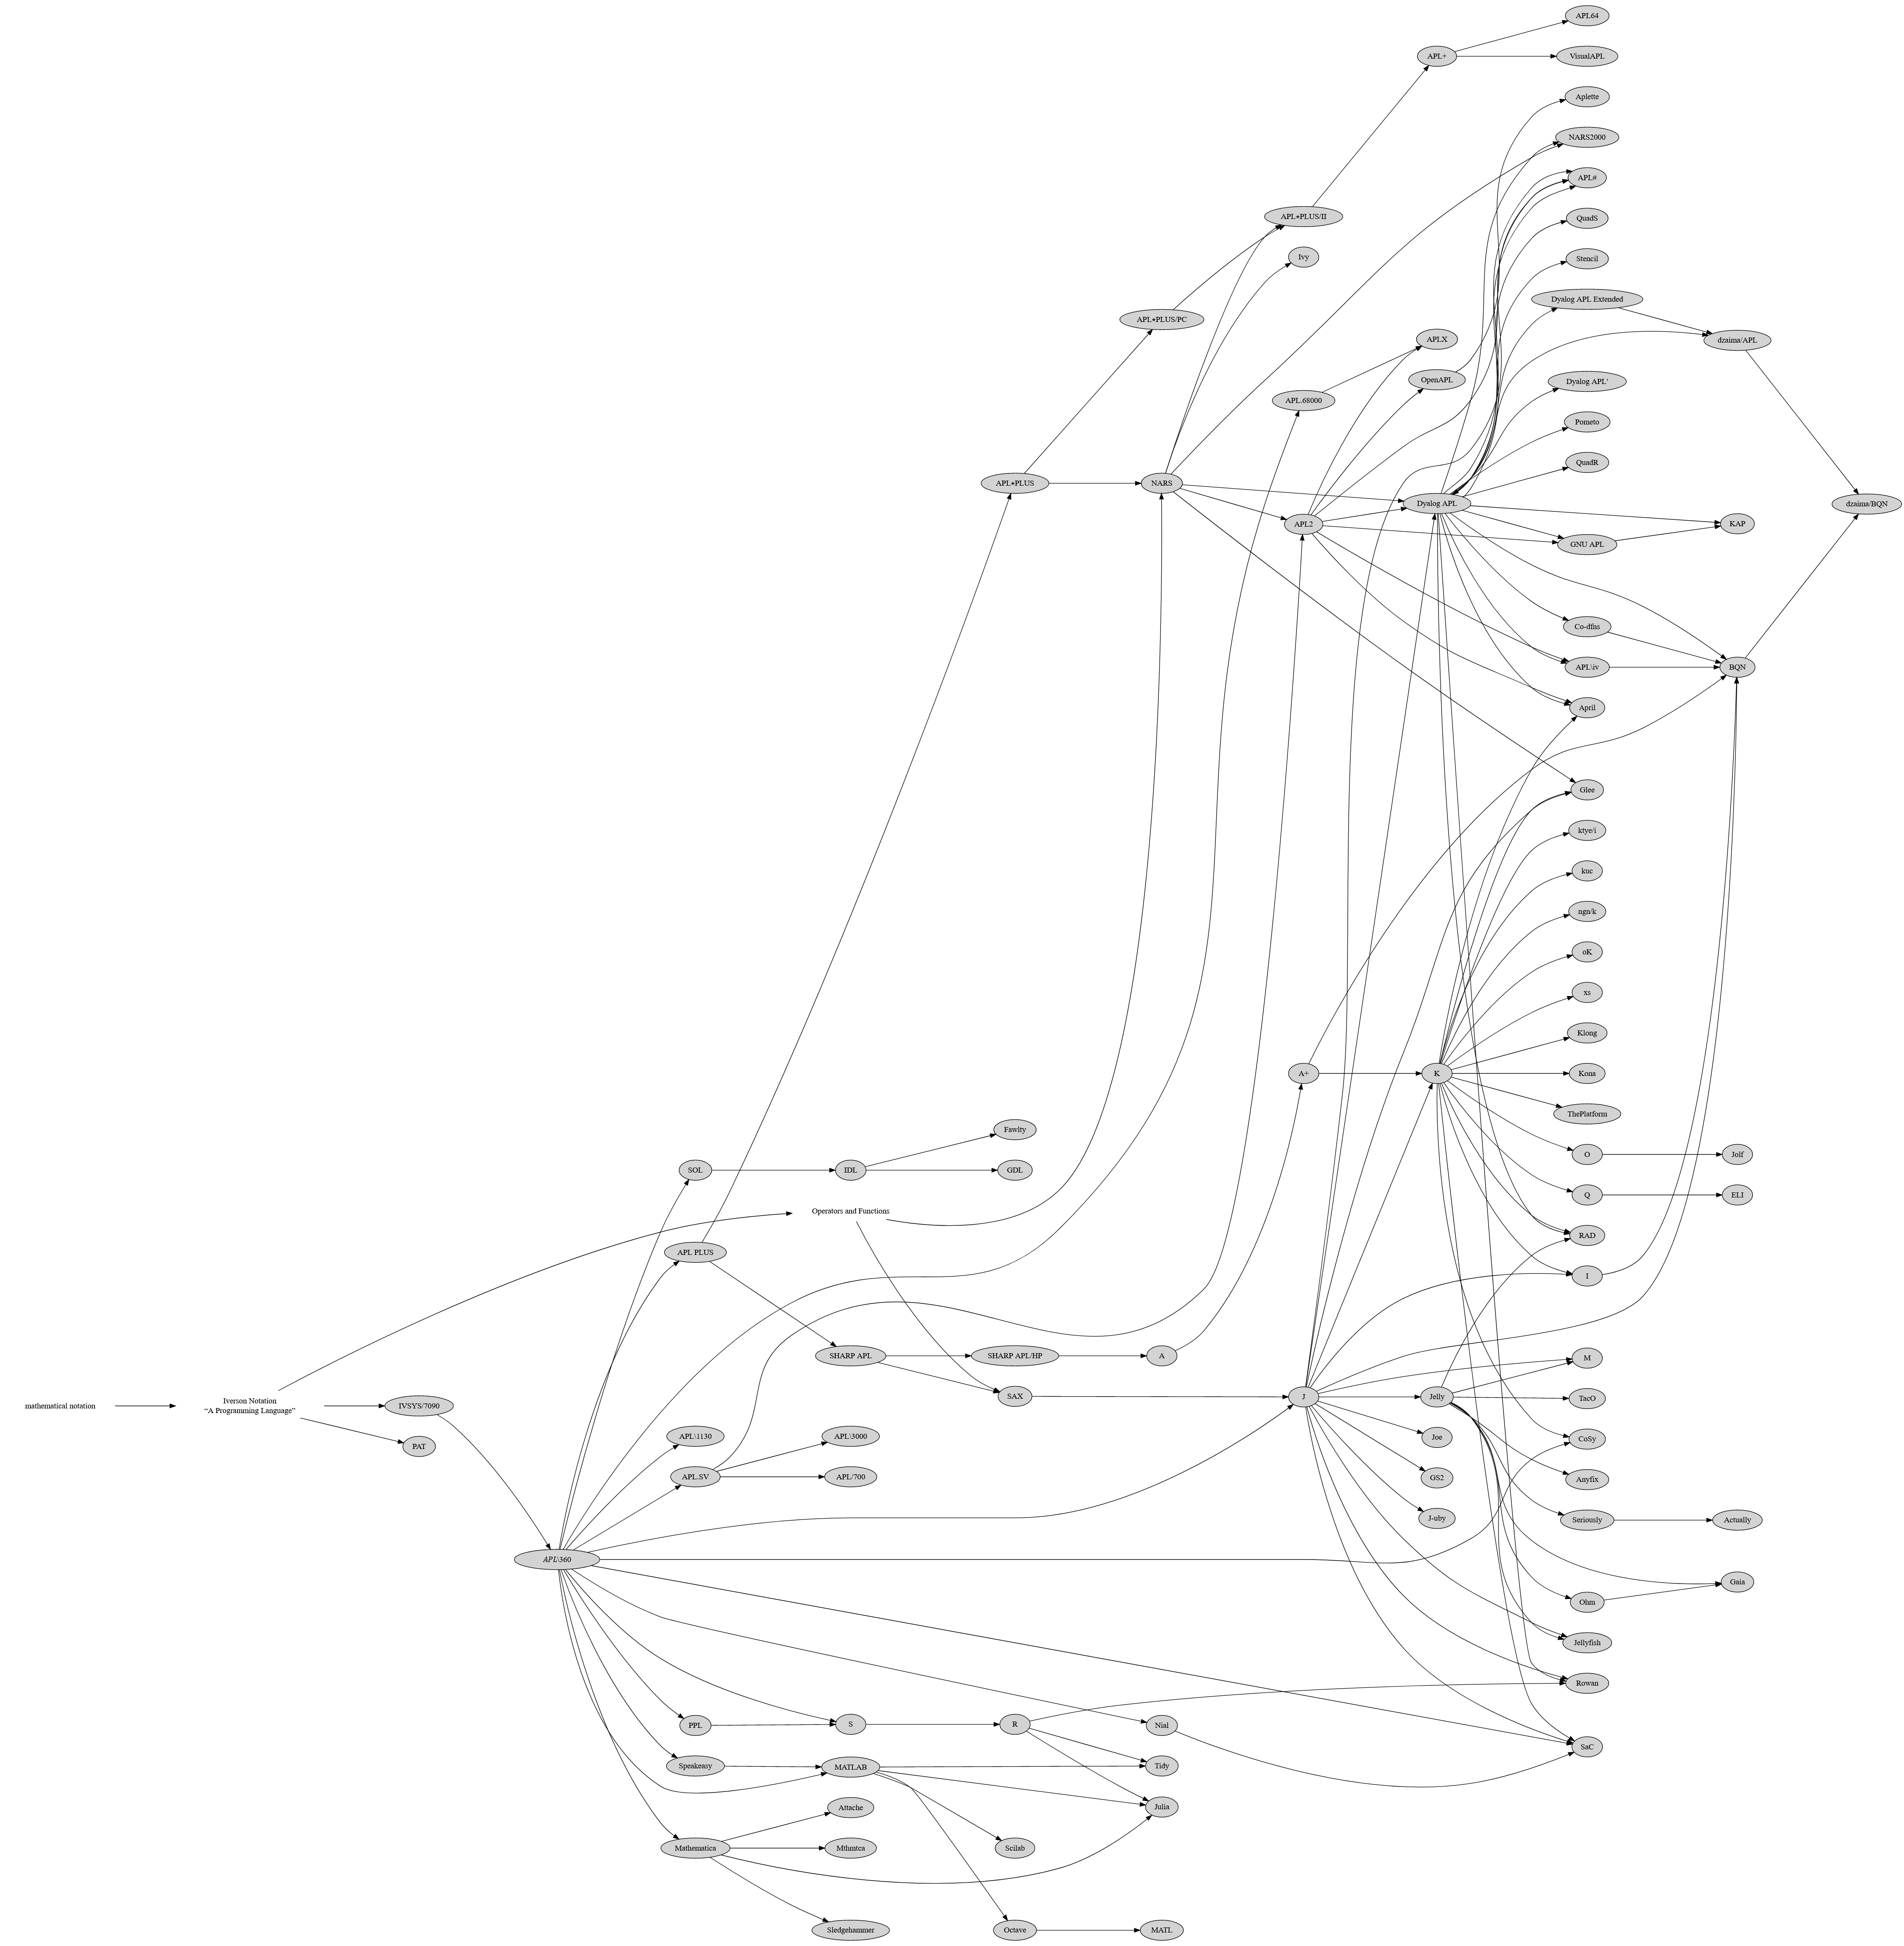 APL64
APL+
VisualAPL
Aplette
NARS2000
APL#
APL⋆PLUS/II
QuadS
Ivy
Stencil
Dyalog APL Extended
APL⋆PLUS/PC
APLX
dzaima/APL
OpenAPL
Dyalog APL'
APL.68000
Pometo
QuadR
APL⋆PLUS
NARS
Dyalog APL
dzaima/BQN
APL2
KAP
GNU APL
Co-dfns
APL\iv
BQN
April
Glee
ktye/i
kuc
ngn/k
oK
xs
Klong
A+
K
Kona
ThePlatform
Fawlty
O
Jolf
SOL
IDL
GDL
Q
ELI
Operators and Functions
RAD
APL PLUS
I
SHARP APL
SHARP APL/HP
A
M
SAX
J
Jelly
TacO
mathematical notation
Iverson Notation
“A Programming Language”
IVSYS/7090
PAT
APL\1130
APL\3000
Joe
CoSy
APL.SV
APL/700
GS2
Anyfix
J-uby
Seriously
Actually
APL\360
Gaia
Ohm
Jellyfish
Rowan
PPL
S
R
Nial
SaC
Speakeasy
MATLAB
Tidy
Attache
Julia
Mathematica
Mthmtca
Scilab
Sledgehammer
Octave
MATL